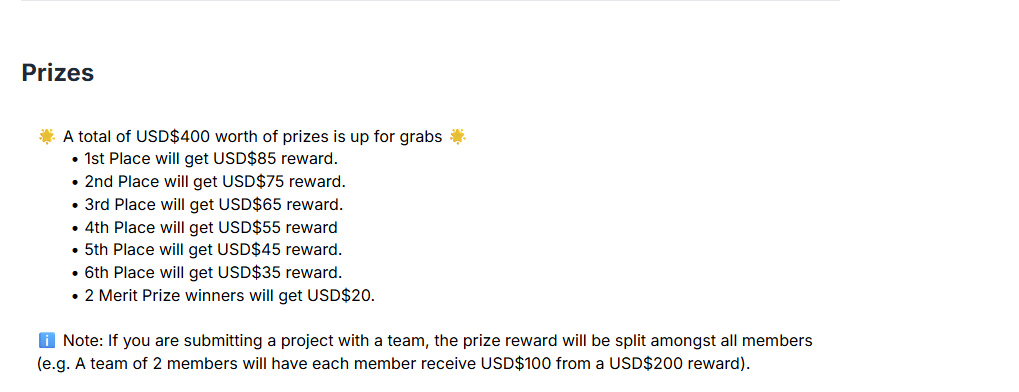 Prizes
🌟 A total of USD$400 worth of prizes is up for grabs 🌟
• 1st Place will get USD$85 reward.
• 2nd Place will get USD$75 reward.
• 3rd Place will get USD$65 reward.
• 4th Place will get USD$55 reward
• 5th Place will get USD$45 reward.
• 6th Place will get USD$35 reward.
• 2 Merit Prize winners will get USD$20.
ℹ️ Note: If you are submitting a project with a team, the prize reward will be split amongst all members
(e.g. A team of 2 members will have each member receive USD$100 from a USD$200 reward).